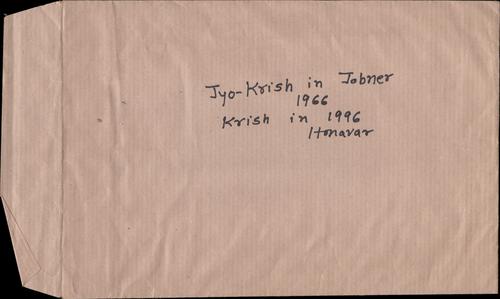 Jyo-Krish in Jobner
1966
Krish in 1996
Honavar